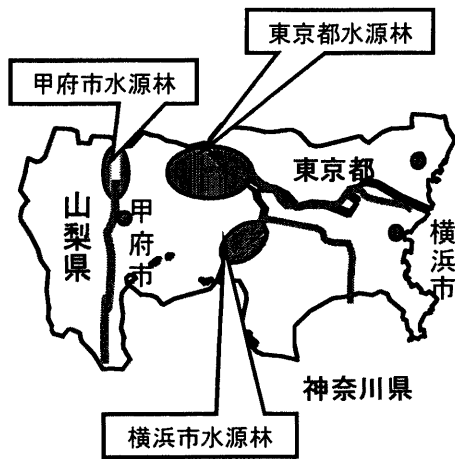 東京都水源林
甲府市水源林
東京都
山梨県
甲府市
横浜市
神奈川県
横浜市水源林